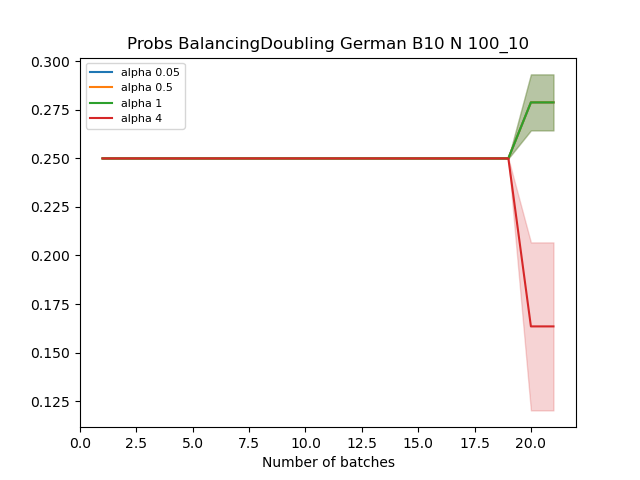 Probs BalancingDoubling German B10 N 100_10
alpha 0.05
alpha 0.5
alpha 1
alpha 4
0.300
0.275
0.250
0.225
0.200
0.175
0.150
0.125
0.0 2.5 5.0 7.5 10.0 12.5 15.0 17.5 20.0
Number of batches